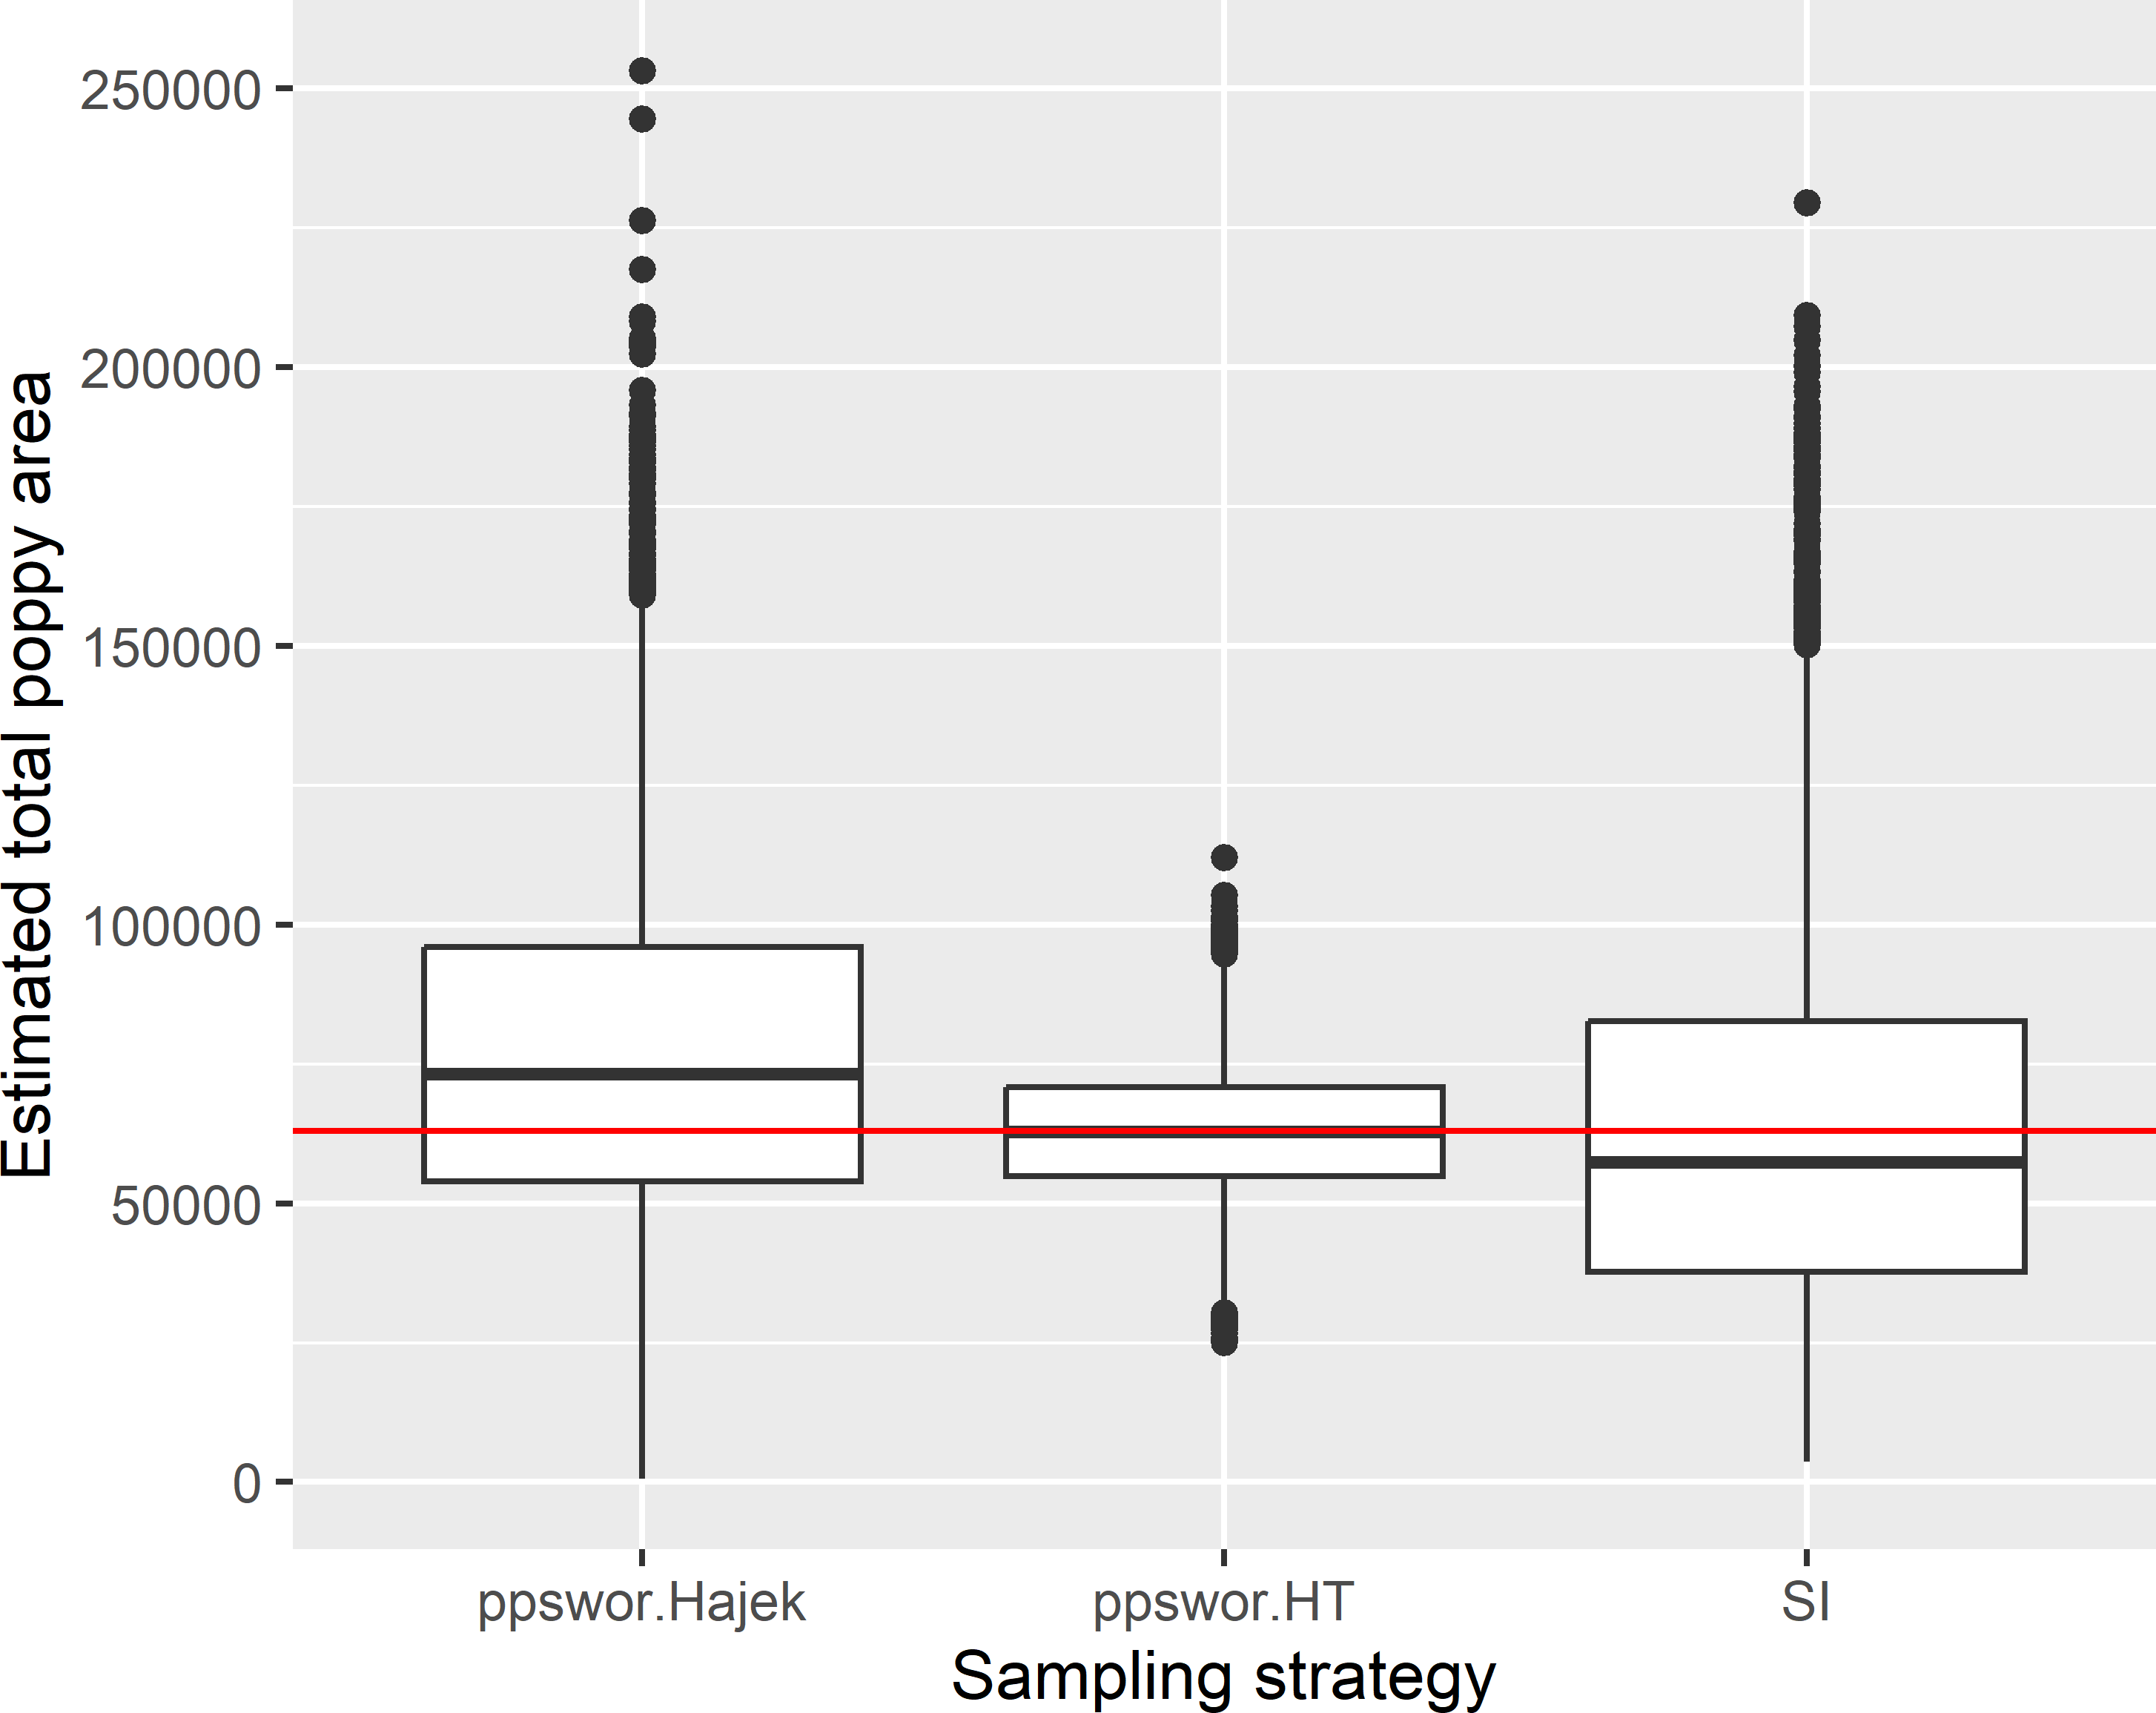 Estimated total poppy area
250000
200000
150000
100000
50000
0
ppswor.Hajek
ppswor.HT
SI
Sampling strategy